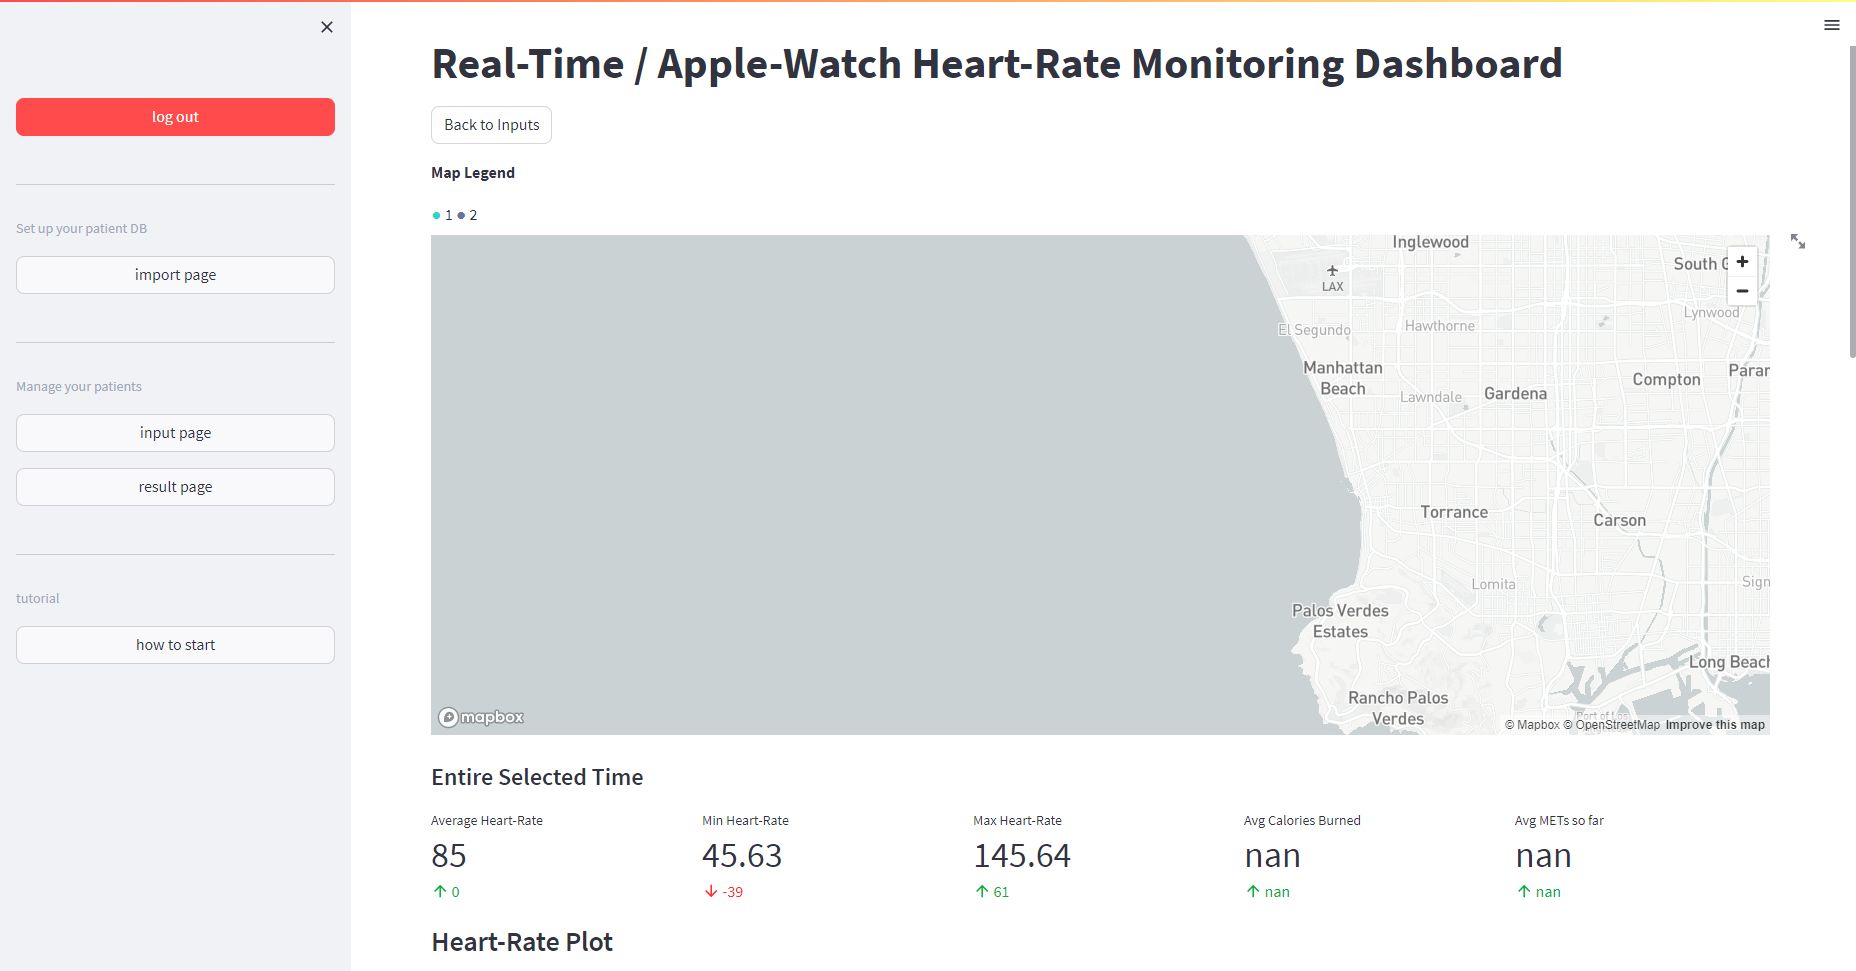 log out
Set up your patient DB
import page
Manage your patients
input page
result page
tutorial
how to start
Real-Time / Apple-Watch Heart-Rate Monitoring Dashboard
Back to Inputs
Map Legend
1 2
Inglewood
South G
LAX
Lynwood
El Segundo
Hawthorne
Manhattan
Beach
Param
Compton
Gardena
Lawndale
Torrance
Carson
Lomita
Sign
Palos Verdes
Estates
Long Beach
Rancho Palos
Verdes
Port of Los
mapbox
© Mapbox © OpenStreetMap Improve this map
Entire Selected Time
Average Heart-Rate Min Heart-Rate Max Heart-Rate Avg Calories Burned Avg METs so far
85 45.63 145.64 nan nan
↑ 0 ↓ -39 ↑ 61 ↑ nan ↑ nan
Heart-Rate Plot